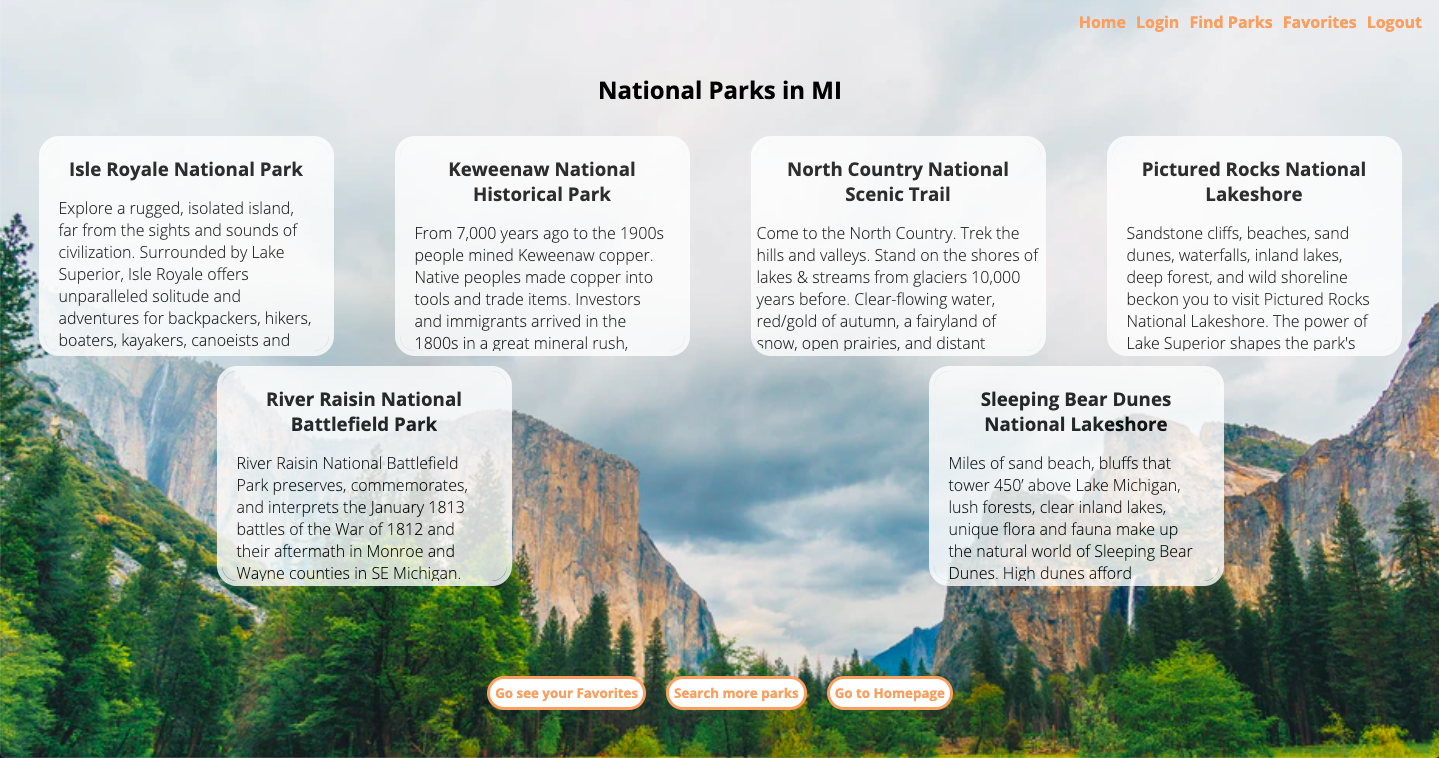 Home Login Find Parks Favorites Logout
National Parks in MI
Isle Royale National Park
Explore a rugged, isolated island,
far from the sights and sounds of
civilization. Surrounded by Lake
Superior, Isle Royale offers
unparalleled solitude and
adventures for backpackers, hikers,
boaters, kayakers, canoeists and
Keweenaw National
Historical Park
From 7,000 years ago to the 1900s
people mined Keweenaw copper.
Native peoples made copper into
tools and trade items. Investors
and immigrants arrived in the
1800s in a great mineral rush,
North Country National
Scenic Trail
Come to the North Country. Trek the
hills and valleys. Stand on the shores of
lakes & streams from glaciers 10,000
years before. Clear-flowing water,
red/gold of autumn, a fairyland of
snow, open prairies, and distant
Pictured Rocks National
Lakeshore
Sandstone cliffs, beaches, sand
dunes, waterfalls, inland lakes,
deep forest, and wild shoreline
beckon you to visit Pictured Rocks
National Lakeshore. The power of
Lake Superior shapes the park's
River Raisin National
Battlefield Park
River Raisin National Battlefield
Park preserves, commemorates,
and interprets the January 1813
battles of the War of 1812 and
their aftermath in Monroe and
Wayne counties in SE Michigan.
Sleeping Bear Dunes
National Lakeshore
Miles of sand beach, bluffs that
tower 450’ above Lake Michigan,
lush forests, clear inland lakes,
unique flora and fauna make up
the natural world of Sleeping Bear
Dunes. High dunes afford
Go see your Favorites
Search more parks
Go to Homepage